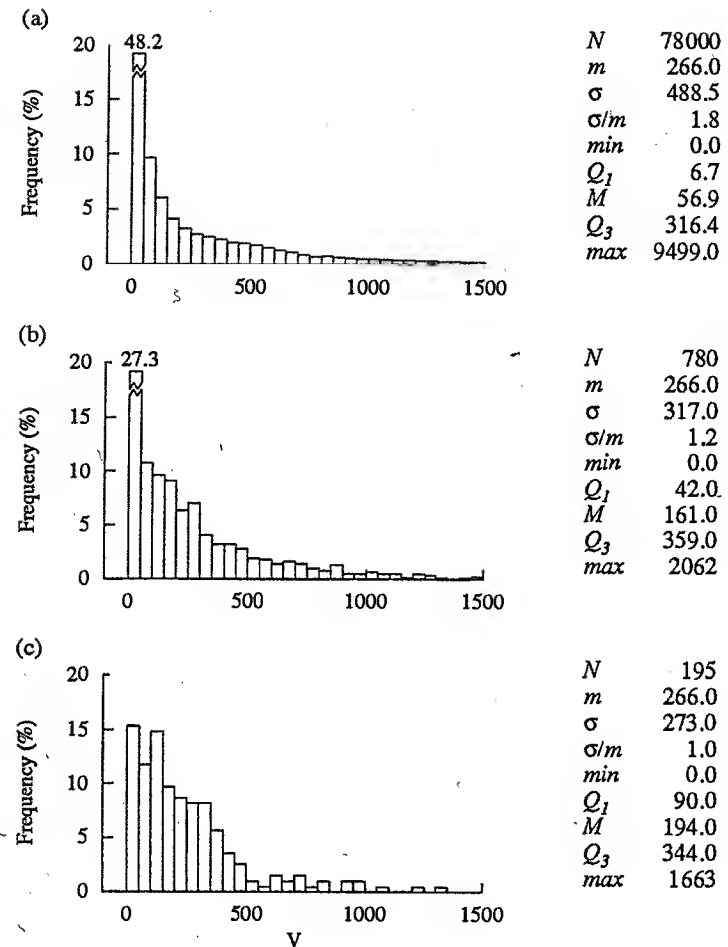 (a)
48.2
20
15
10
5
0
Frequency (%)
0 500 1000 1500
N 78000
m 266.0
σ 488.5
σ/m 1.8
min 0.0
Q1 6.7
M 56.9
Q3 316.4
max 9499.0
(b)
27.3
20
15
10
5
0
Frequency (%)
0 500 1000 1500
N 780
m 266.0
σ 317.0
σ/m 1.2
min 0.0
Q1 42.0
M 161.0
Q3 359.0
max 2062
(c)
20
15
10
5
0
Frequency (%)
0 500 1000 1500
V
N 195
m 266.0
σ 273.0
σ/m 1.0
min 0.0
Q1 90.0
M 194.0
Q3 344.0
max 1663